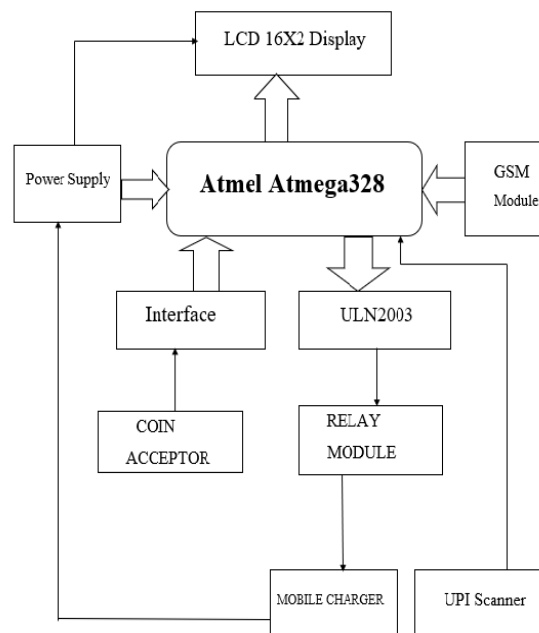 LCD 16X2 Display
Power Supply
Atmel Atmega328
GSM
Module
Interface
ULN2003
COIN
ACCEPTOR
RELAY
MODULE
MOBILE CHARGER
UPI Scanner